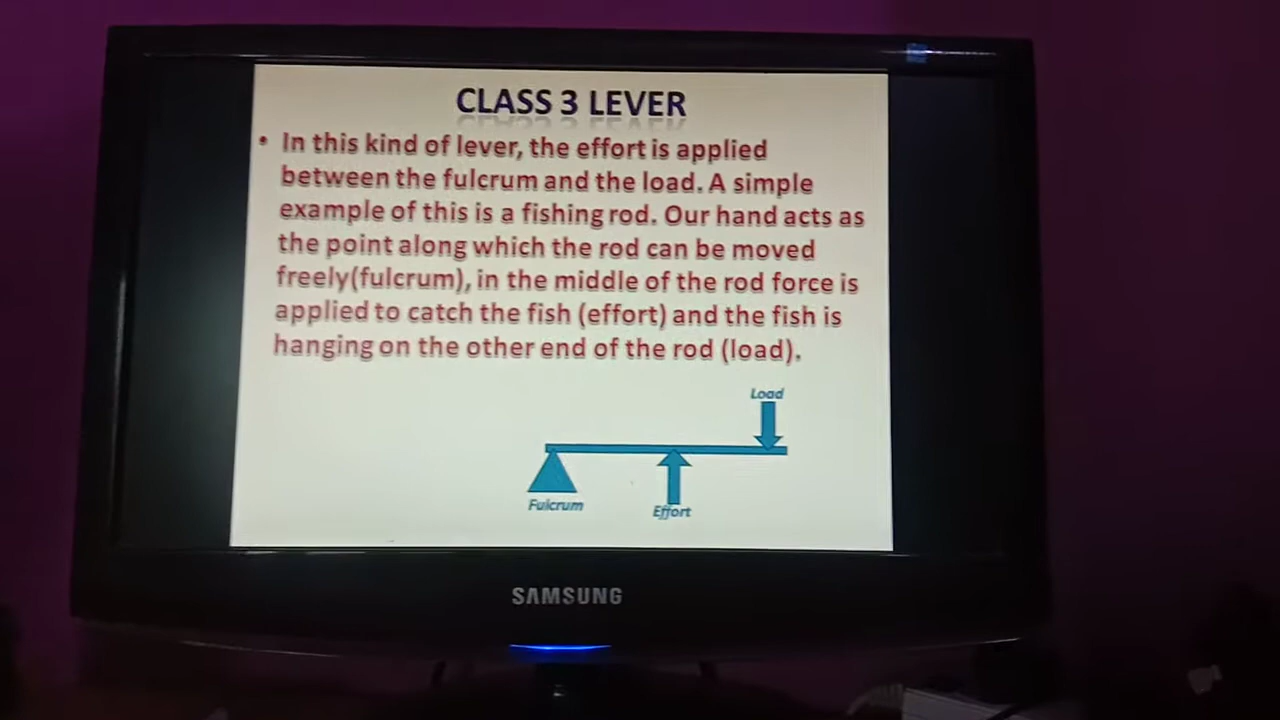 CLASS 3 LEVER
• In this kind of lever, the effort is applied
between the fulcrum and the load. A simple
example of this is a fishing rod. Our hand acts as
the point along which the rod can be moved
freely(fulcrum), in the middle of the rod force is
applied to catch the fish (effort) and the fish is
hanging on the other end of the rod (load).
Load
Fulcrum
Effort
SAMSUNG